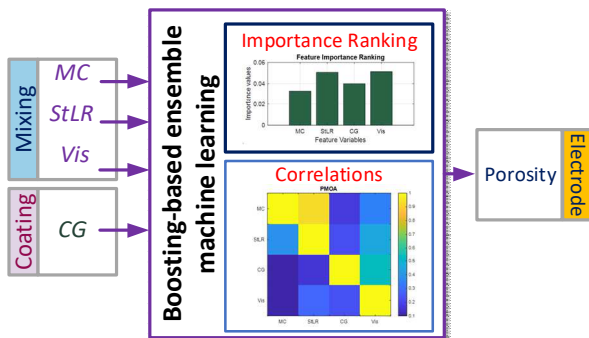 Mixing
MC
StLR
Vis
Coating
CG
Boosting-based ensemble
machine learning
Importance Ranking
Feature Importance Ranking
Importance values
0.06
0.04
0.02
0
MC
StLR
CG
Vis
Feature Variables
Correlations
PMOA
MC
StLR
CG
Vis
MC
StLR
CG
Vis
1
0.9
0.8
0.7
0.6
0.5
0.4
0.3
0.2
0.1
Porosity
Electrode